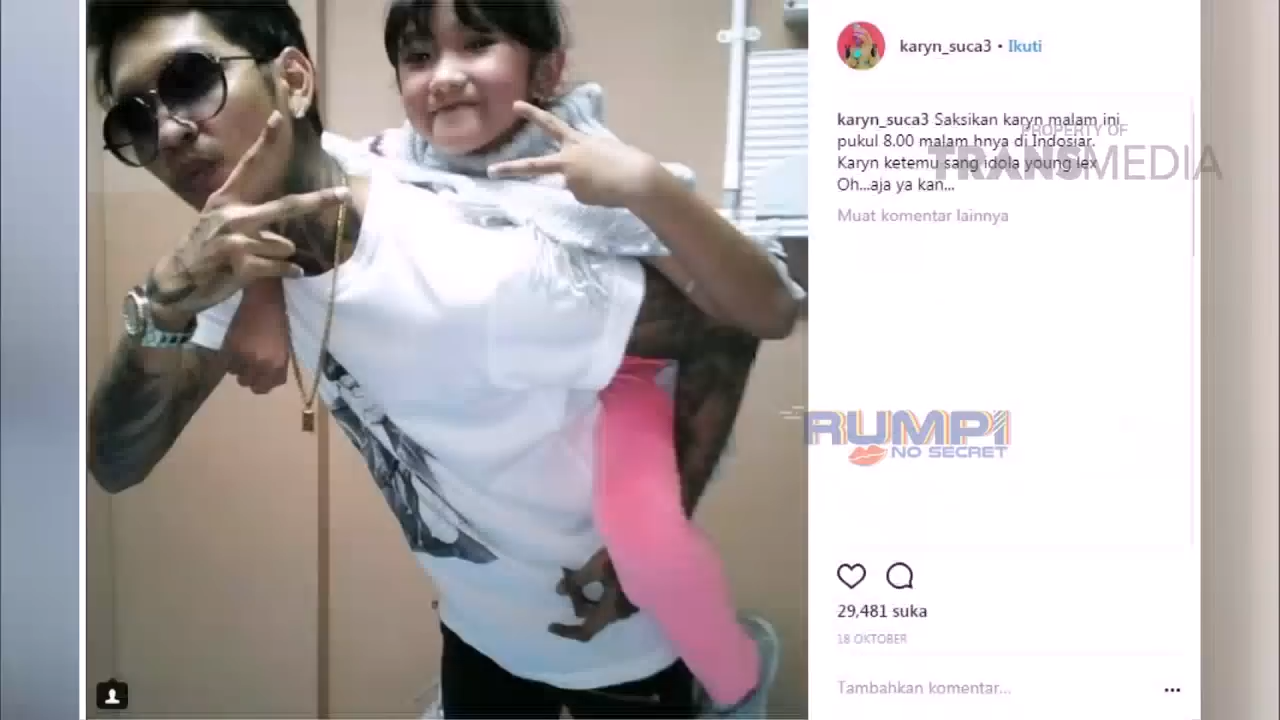 karyn_suca3 • Ikuti
karyn_suca3 Saksikan karyn malam ini
pukul 8.00 malam hnya di Indosiar.
Karyn ketemu sang idola young lex
Oh...aja ya kan...
PROPERTY OF
TRANSMEDIA
Muat komentar lainnya
RUMPI
NO SECRET
29,481 suka
18 OKTOBER
Tambahkan komentar...